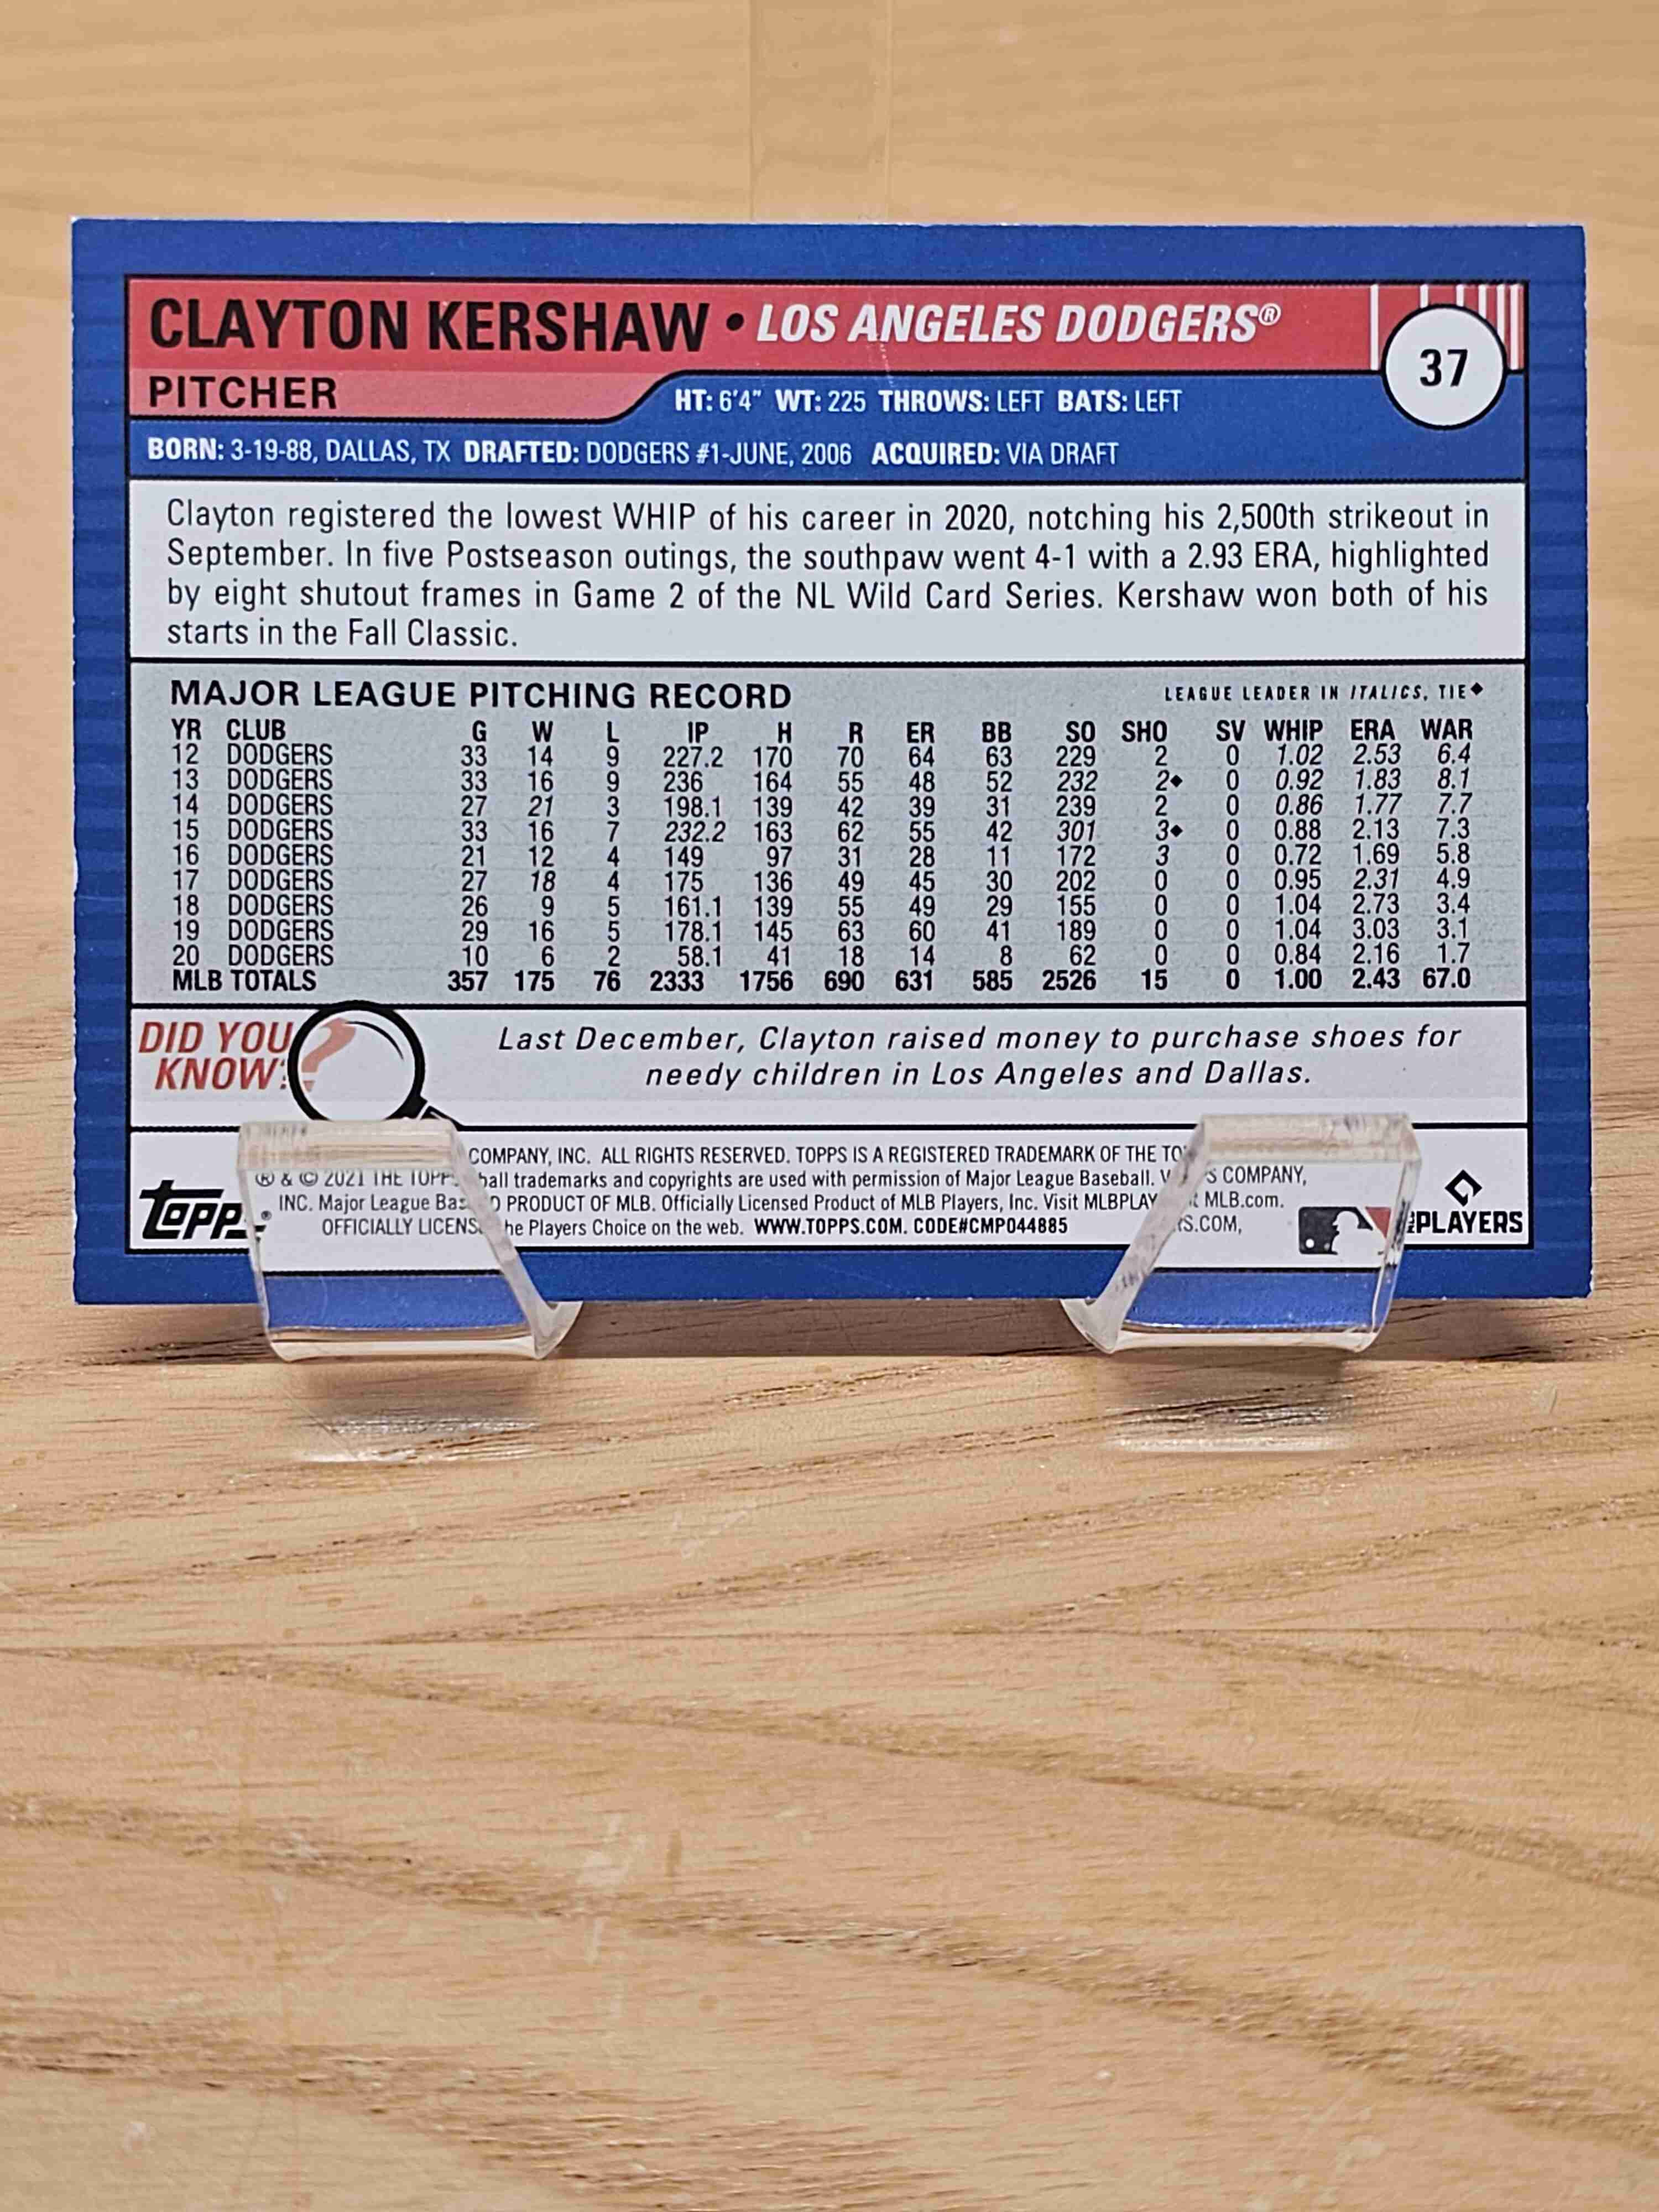 CLAYTON KERSHAW • LOS ANGELES DODGERS®
37
PITCHER
HT: 6'4" WT: 225 THROWS: LEFT BATS: LEFT
BORN: 3-19-88, DALLAS, TX DRAFTED: DODGERS #1-JUNE, 2006 ACQUIRED: VIA DRAFT
Clayton registered the lowest WHIP of his career in 2020, notching his 2,500th strikeout in
September. In five Postseason outings, the southpaw went 4-1 with a 2.93 ERA, highlighted
by eight shutout frames in Game 2 of the NL Wild Card Series. Kershaw won both of his
starts in the Fall Classic.
MAJOR LEAGUE PITCHING RECORD LEAGUE LEADER IN ITALICS, TIE◆
YR CLUB G W L IP H R ER BB SO SHO SV WHIP ERA WAR
12 DODGERS 33 14 9 227.2 170 70 64 63 229 2 0 1.02 2.53 6.4
13 DODGERS 33 16 9 236 164 55 48 52 232 2◆ 0 0.92 1.83 8.1
14 DODGERS 27 21 3 198.1 139 42 39 31 239 2 0 0.86 1.77 7.7
15 DODGERS 33 16 7 232.2 163 62 55 42 301 3◆ 0 0.88 2.13 7.3
16 DODGERS 21 12 4 149 97 31 28 11 172 3 0 0.72 1.69 5.8
17 DODGERS 27 18 4 175 136 49 45 30 202 0 0 0.95 2.31 4.9
18 DODGERS 26 9 5 161.1 139 55 49 29 155 0 0 1.04 2.73 3.4
19 DODGERS 29 16 5 178.1 145 63 60 41 189 0 0 1.04 3.03 3.1
20 DODGERS 10 6 2 58.1 41 18 14 8 62 0 0 0.84 2.16 1.7
MLB TOTALS 357 175 76 2333 1756 690 631 585 2526 15 0 1.00 2.43 67.0
DID YOU KNOW?
Last December, Clayton raised money to purchase shoes for
needy children in Los Angeles and Dallas.
® & © 2021 THE TOPPS COMPANY, INC. ALL RIGHTS RESERVED. TOPPS IS A REGISTERED TRADEMARK OF THE COMPANY,
INC. Major League trademarks and copyrights are used with permission of Major League Baseball. MLB.com.
OFFICIALLY PRODUCT OF MLB. Officially Licensed Product of MLB Players, Inc. Visit
Players Choice on the web. WWW.TOPPS.COM. CODE#CMP044885
topps
PLAYERS